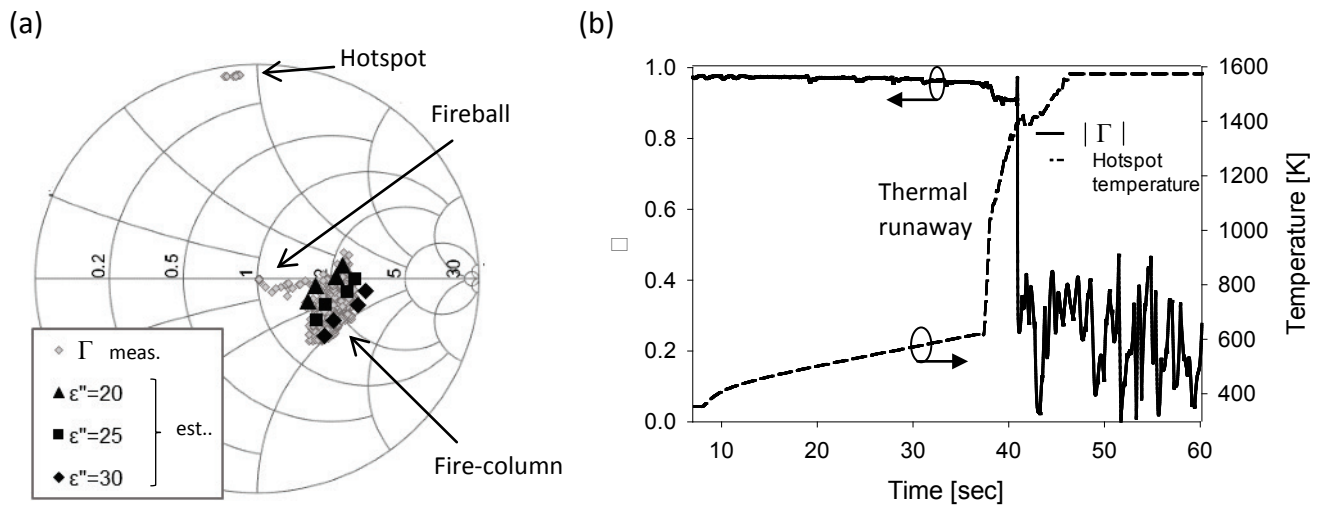 (a)
Hotspot
Fireball
0.2
0.5
1
2
5
30
Γ meas.
ε"=20
ε"=25
ε"=30
est..
Fire-column
(b)
1.0
0.8
0.6
0.4
0.2
0.0
1600
1400
1200
1000
800
600
400
Temperature [K]
| Γ |
Hotspot
temperature
Thermal
runaway
10
20
30
40
50
60
Time [sec]